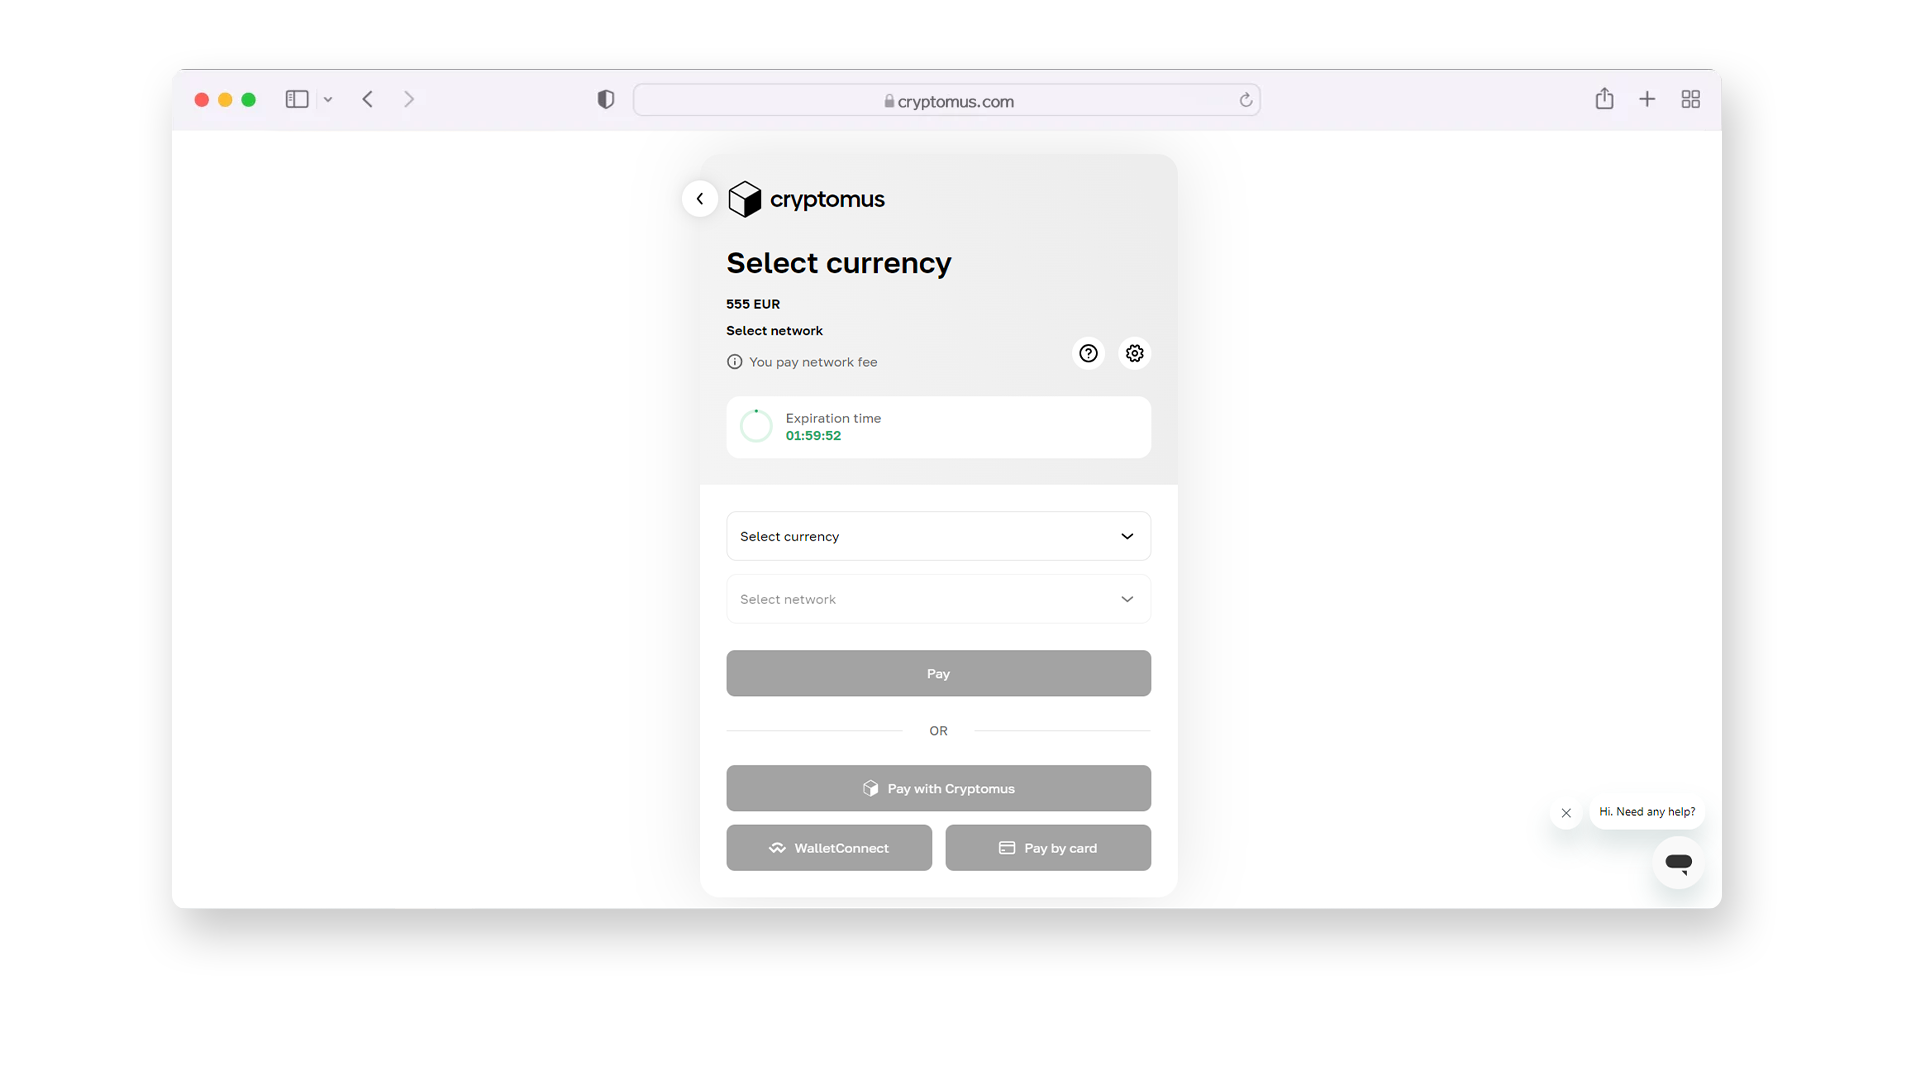 cryptomus.com
cryptomus
Select currency
555 EUR
Select network
You pay network fee
Expiration time
01:59:52
Select currency
Select network
Pay
OR
Pay with Cryptomus
WalletConnect
Pay by card
Hi. Need any help?